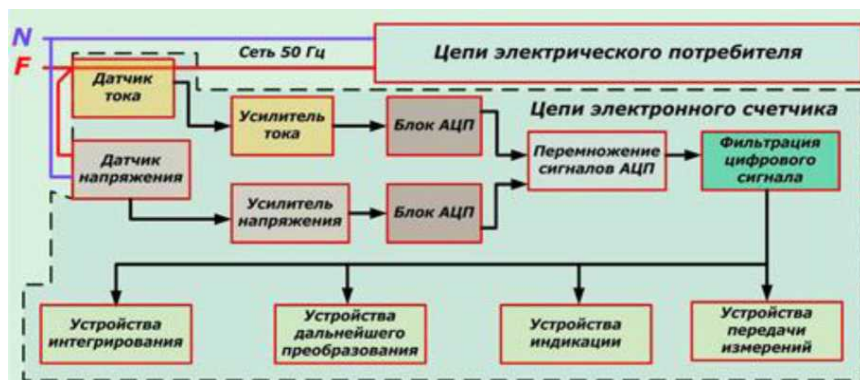 N
Сеть 50 Гц
Цепи электрического потребителя
F
Датчик
тока
Цепи электронного счетчика
Усилитель
тока
Блок АЦП
Перемножение
сигналов АЦП
Фильтрация
цифрового
сигнала
Датчик
напряжения
Усилитель
напряжения
Блок АЦП
Устройства
интегрирования
Устройства
дальнейшего
преобразования
Устройства
индикации
Устройства
передачи
измерений